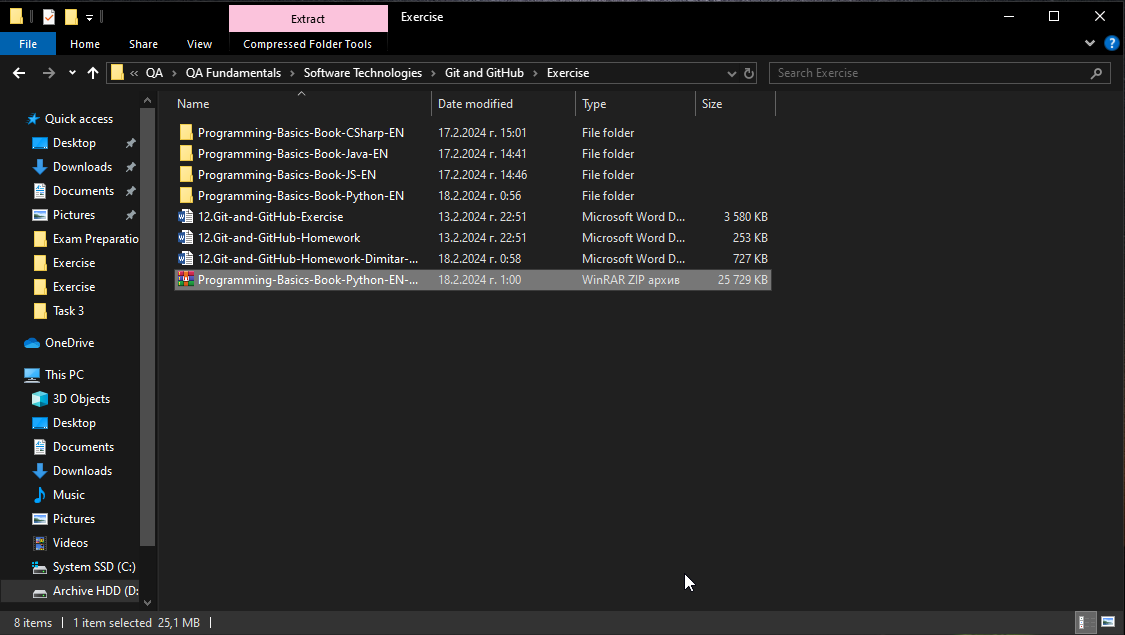 Extract
Exercise
File
Home
Share
View
Compressed Folder Tools
?
« QA › QA Fundamentals › Software Technologies › Git and GitHub › Exercise
Search Exercise
Name
Date modified
Type
Size
Programming-Basics-Book-CSharp-EN 17.2.2024 г. 15:01 File folder
Programming-Basics-Book-Java-EN 17.2.2024 г. 14:41 File folder
Programming-Basics-Book-JS-EN 17.2.2024 г. 14:46 File folder
Programming-Basics-Book-Python-EN 18.2.2024 г. 0:56 File folder
12.Git-and-GitHub-Exercise 13.2.2024 г. 22:51 Microsoft Word D... 3 580 KB
12.Git-and-GitHub-Homework 13.2.2024 г. 22:51 Microsoft Word D... 253 KB
12.Git-and-GitHub-Homework-Dimitar-... 18.2.2024 г. 0:58 Microsoft Word D... 727 KB
Programming-Basics-Book-Python-EN-... 18.2.2024 г. 1:00 WinRAR ZIP архив 25 729 KB
Quick access
Desktop
Downloads
Documents
Pictures
Exam Preparatio
Exercise
Exercise
Task 3
OneDrive
This PC
3D Objects
Desktop
Documents
Downloads
Music
Pictures
Videos
System SSD (C:)
Archive HDD (D:
8 items
1 item selected 25,1 MB